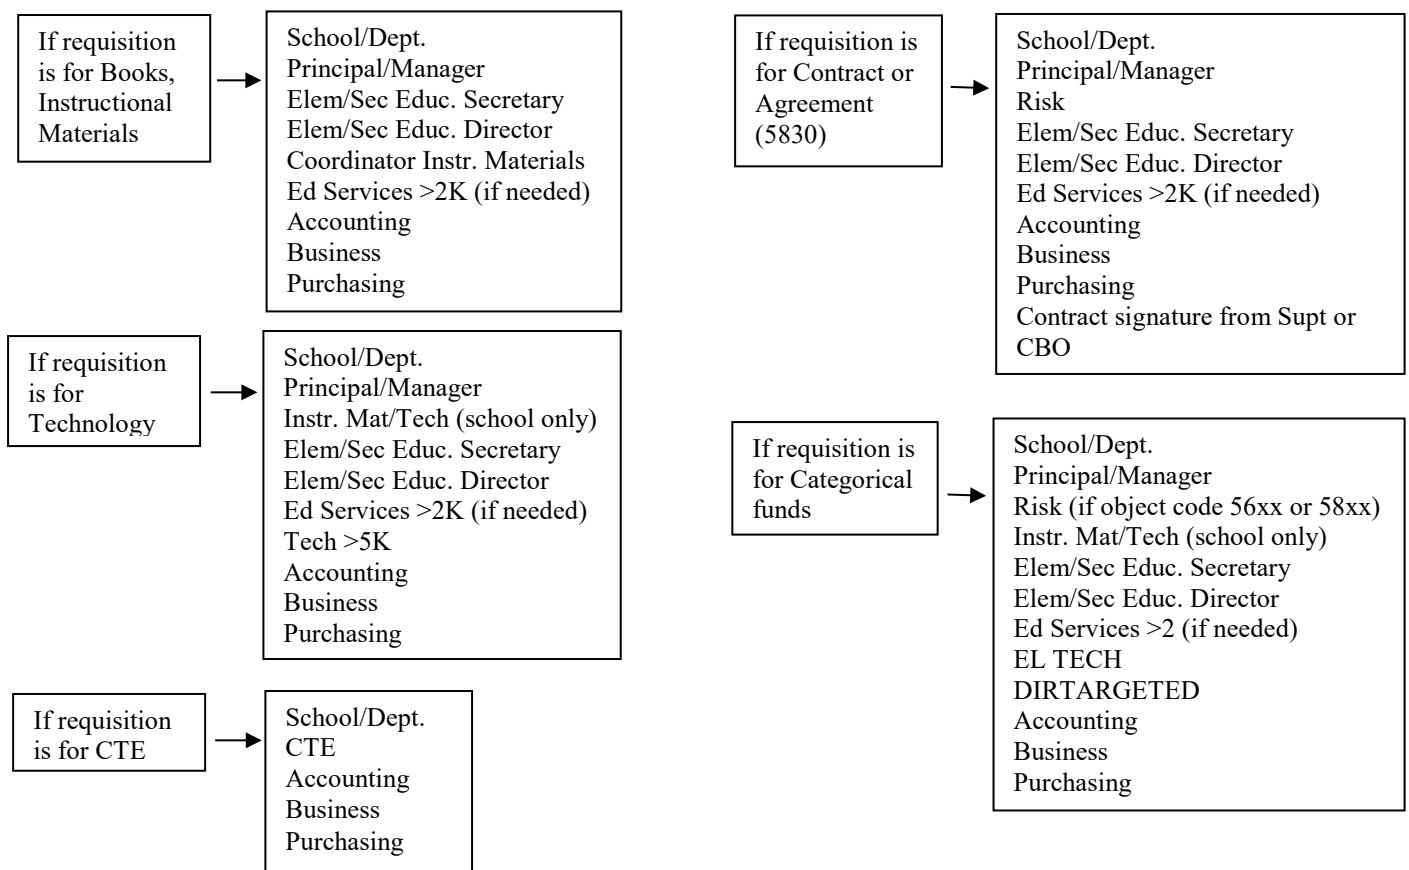 If requisition
is for Books,
Instructional
Materials
School/Dept.
Principal/Manager
Elem/Sec Educ. Secretary
Elem/Sec Educ. Director
Coordinator Instr. Materials
Ed Services >2K (if needed)
Accounting
Business
Purchasing
If requisition
is for
Technology
School/Dept.
Principal/Manager
Instr. Mat/Tech (school only)
Elem/Sec Educ. Secretary
Elem/Sec Educ. Director
Ed Services >2K (if needed)
Tech >5K
Accounting
Business
Purchasing
If requisition
is for CTE
School/Dept.
CTE
Accounting
Business
Purchasing
If requisition is
for Contract or
Agreement
(5830)
School/Dept.
Principal/Manager
Risk
Elem/Sec Educ. Secretary
Elem/Sec Educ. Director
Ed Services >2K (if needed)
Accounting
Business
Purchasing
Contract signature from Supt or
CBO
If requisition is
for Categorical
funds
School/Dept.
Principal/Manager
Risk (if object code 56xx or 58xx)
Instr. Mat/Tech (school only)
Elem/Sec Educ. Secretary
Elem/Sec Educ. Director
Ed Services >2 (if needed)
EL TECH
DIRTARGETED
Accounting
Business
Purchasing